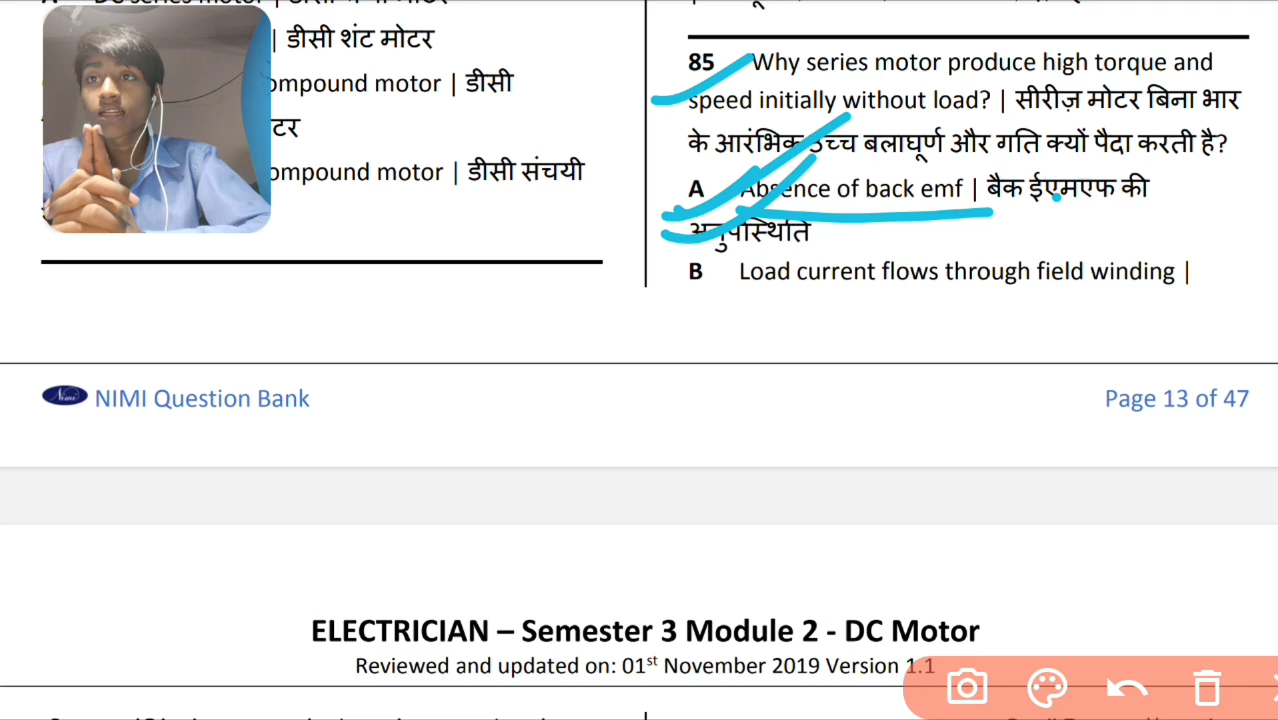 | डीसी शंट मोटर
ompound motor | डीसी
टर
ompound motor | डीसी संचयी
85 Why series motor produce high torque and
speed initially without load? | सीरीज़ मोटर बिना भार
के आरंभिक उच्च बलाघूर्ण और गति क्यों पैदा करती है?
A Absence of back emf | बैक ईएमएफ की
अनुपस्थिति
B Load current flows through field winding |
Nimi NIMI Question Bank
Page 13 of 47
ELECTRICIAN – Semester 3 Module 2 - DC Motor
Reviewed and updated on: 01st November 2019 Version 1.1